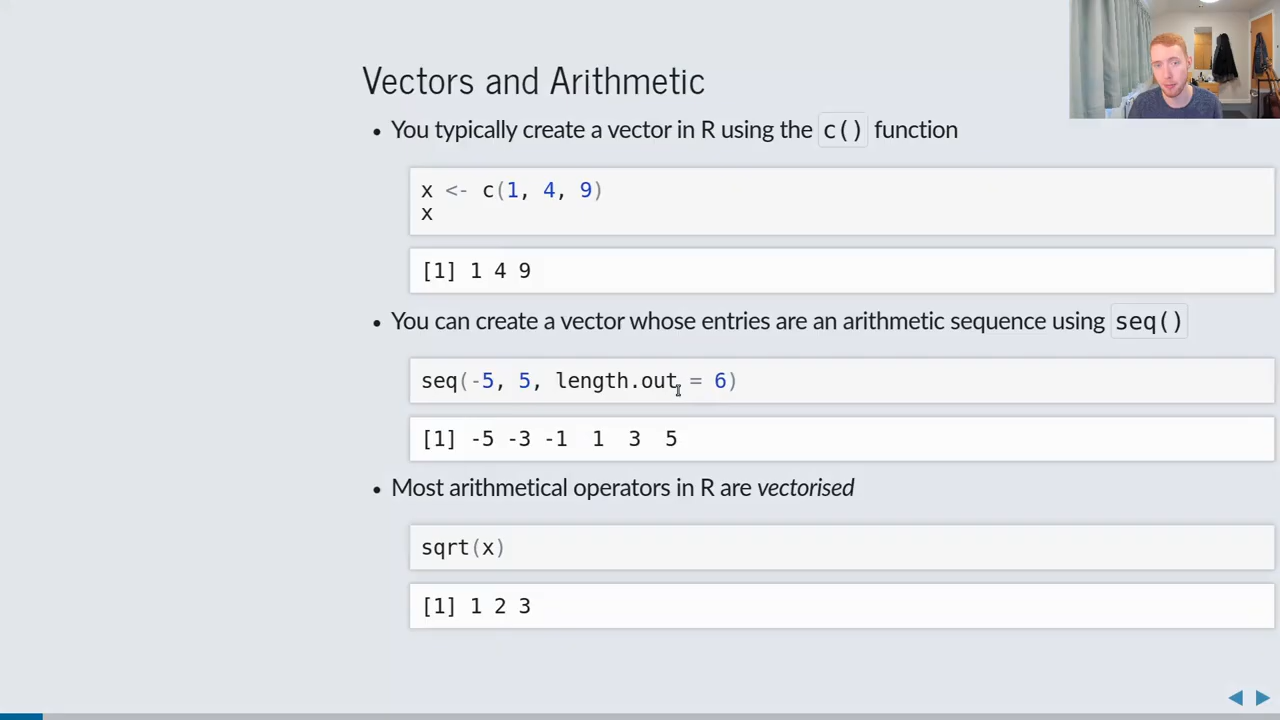 Vectors and Arithmetic
• You typically create a vector in R using the c() function
x <- c(1, 4, 9)
x
[1] 1 4 9
• You can create a vector whose entries are an arithmetic sequence using seq()
seq(-5, 5, length.out = 6)
[1] -5 -3 -1  1  3  5
• Most arithmetical operators in R are vectorised
sqrt(x)
[1] 1 2 3